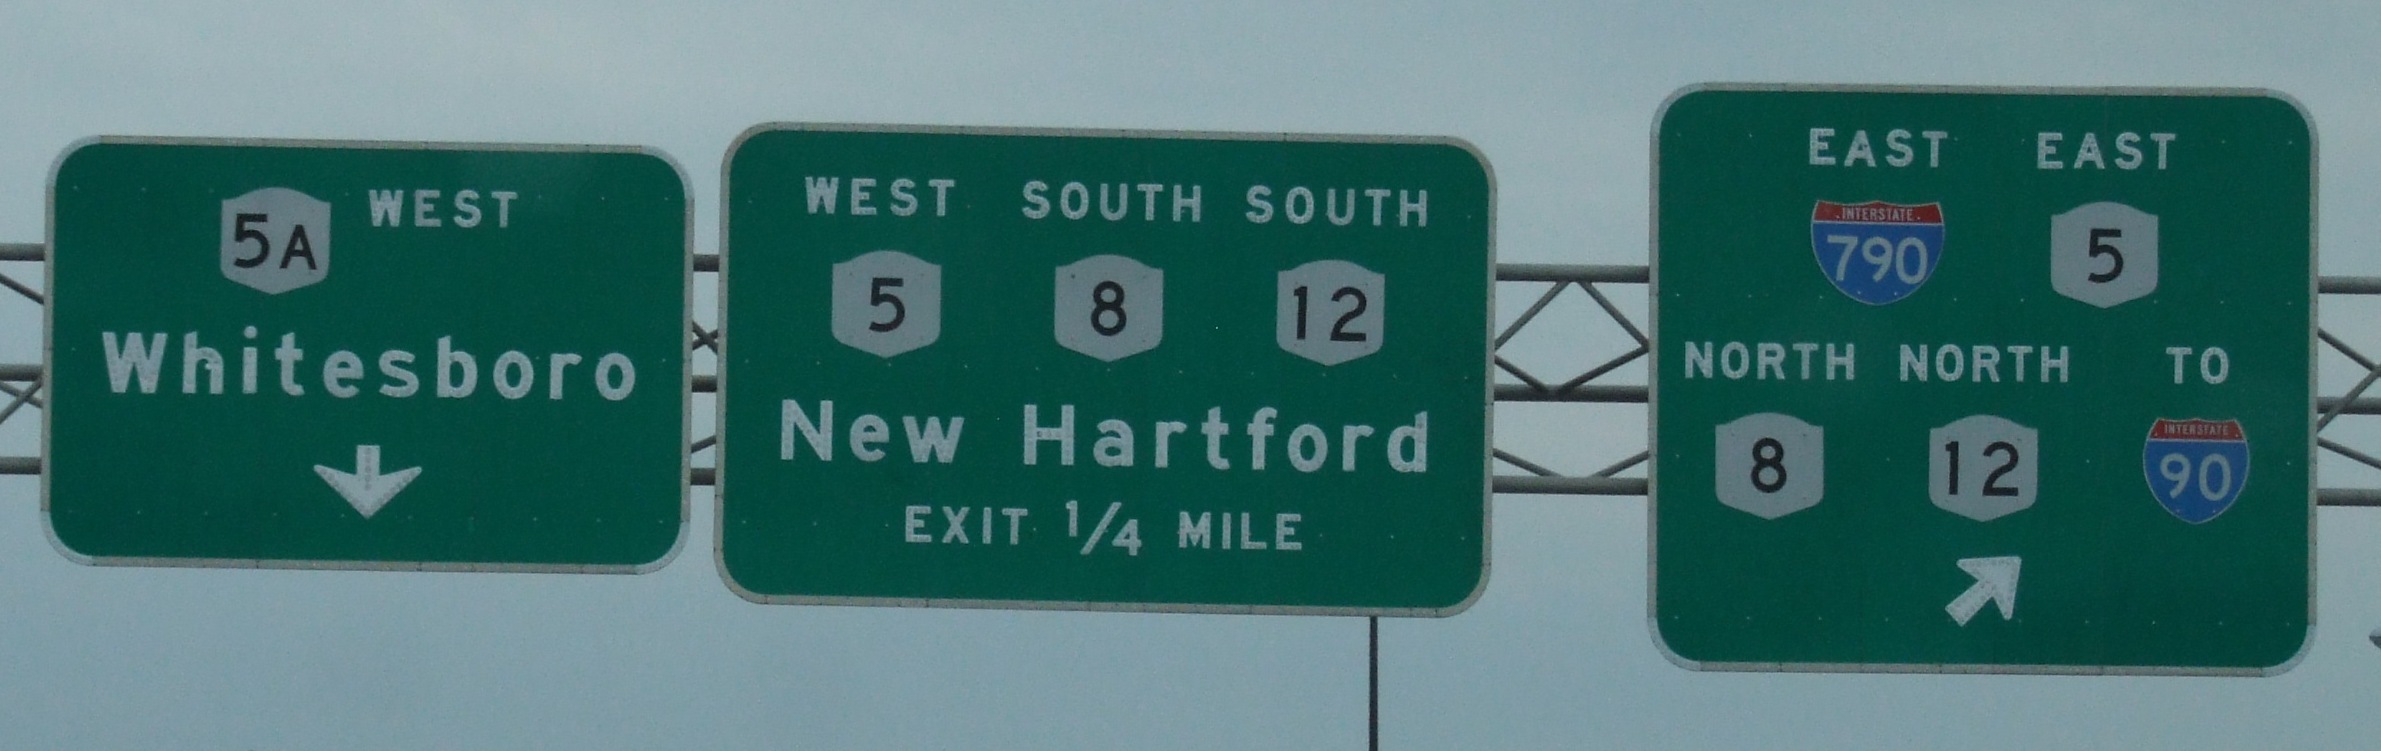 5A WEST
Whitesboro
WEST SOUTH SOUTH
5 8 12
New Hartford
EXIT 1/4 MILE
EAST EAST
INTERSTATE
790 5
NORTH NORTH TO
INTERSTATE
8 12 90